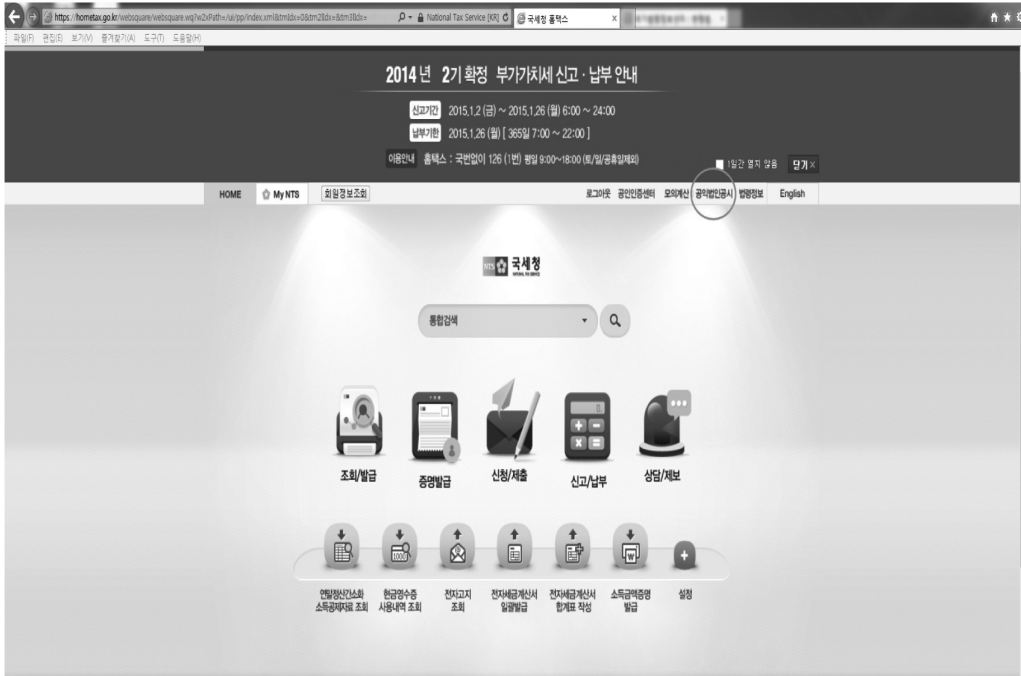 https://hometax.go.kr/websquare/websquare.wq?w2xPath=/ui/pp/index.xml&tmIdx=0&tm2lIdx=&tm3lIdx=
National Tax Service [KR]
국세청 홈택스
파일(F) 편집(E) 보기(V) 즐겨찾기(A) 도구(T) 도움말(H)
2014년 2기 확정 부가가치세 신고 · 납부 안내
신고기간 2015.1.2 (금) ~ 2015.1.26 (월) 6:00 ~ 24:00
납부기한 2015.1.26 (월) [ 365일 7:00 ~ 22:00 ]
이용안내 홈택스 : 국번없이 126 (1번) 평일 9:00~18:00 (토/일/공휴일제외)
1일간 열지 않음 닫기 ×
HOME My NTS 회원정보조회 로그아웃 공인인증센터 모의계산 공익법인공시 법령정보 English
NTS 국세청
NATIONAL TAX SERVICE
통합검색
조회/발급 증명발급 신청/제출 신고/납부 상담/제보
연말정산간소화 현금영수증 전자고지 전자세금계산서 전자세금계산서 소득금액증명 설정
소득공제자료 조회 사용내역 조회 조회 일괄발급 합계표 작성 발급